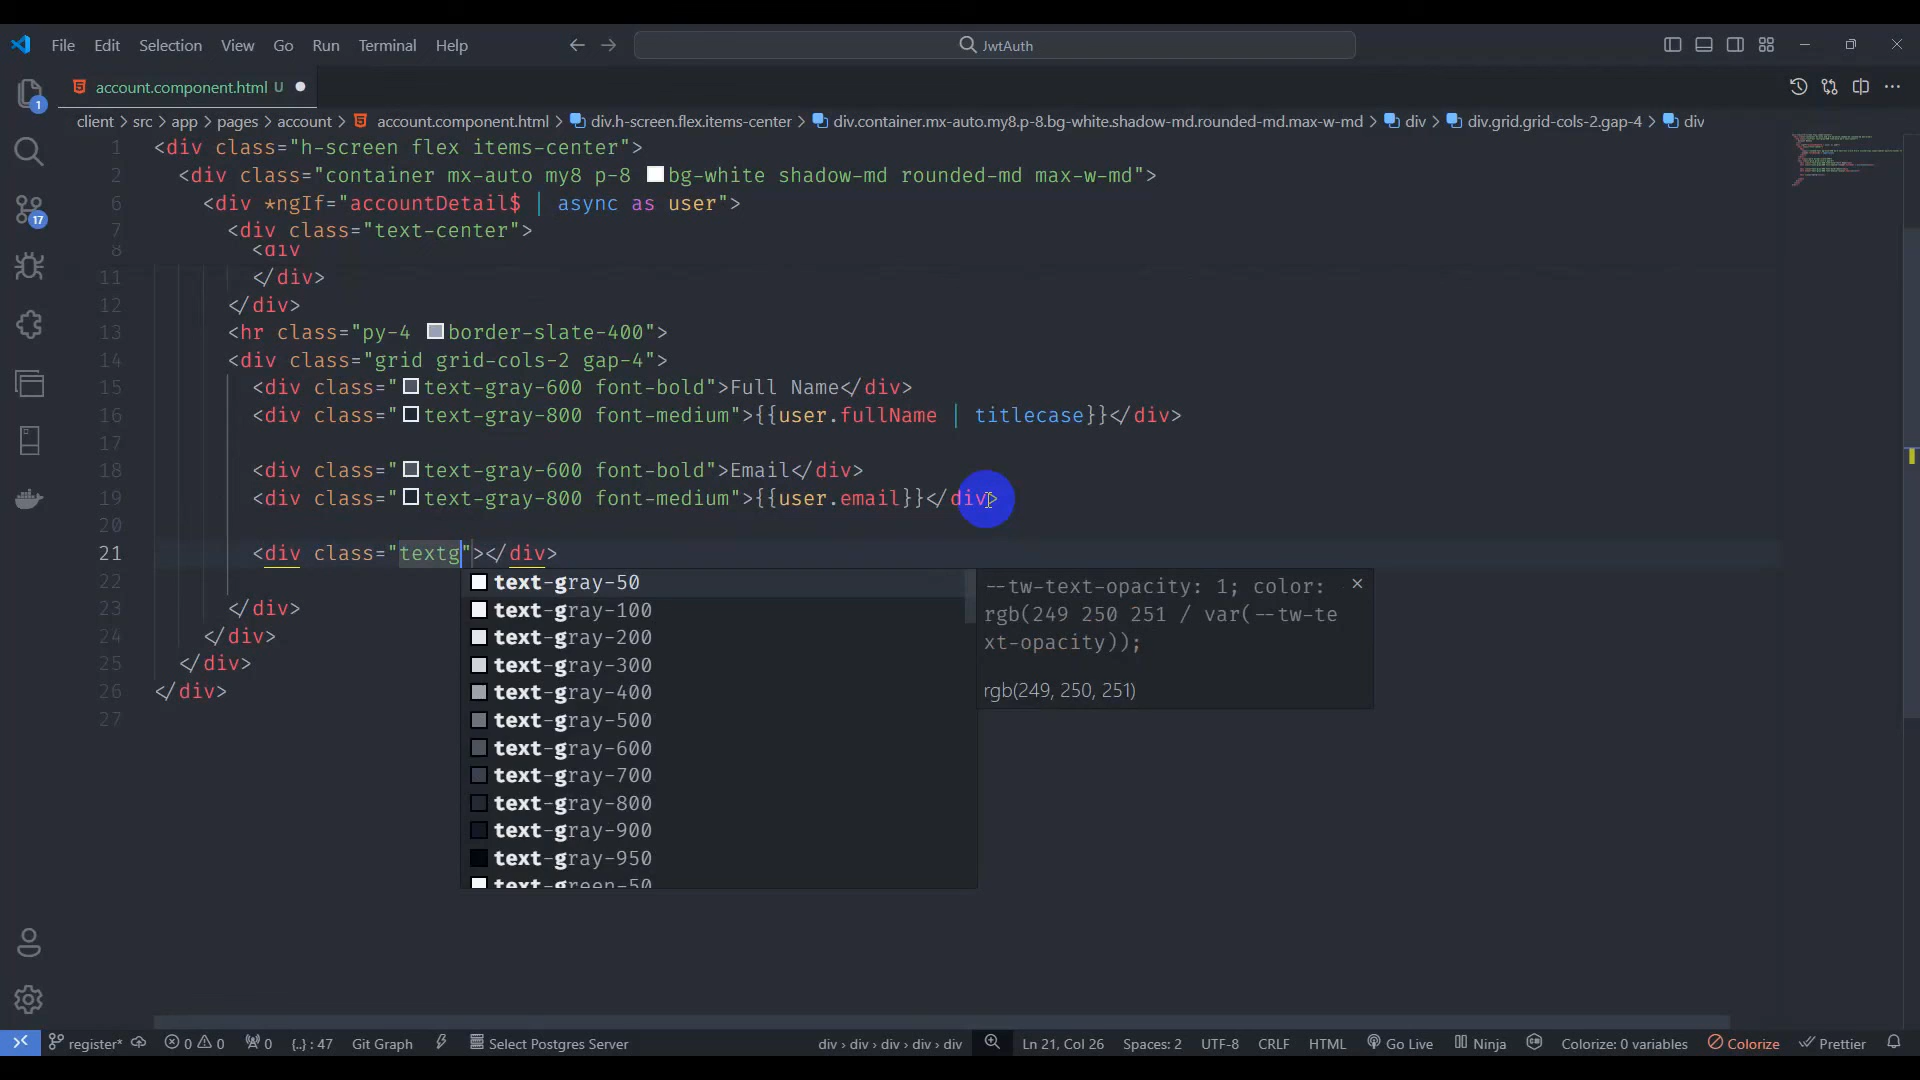 File Edit Selection View Go Run Terminal Help JwtAuth
account.component.html U
client > src > app > pages > account > account.component.html > div.h-screen.flex.items-center > div.container.mx-auto.my8.p-8.bg-white.shadow-md.rounded-md.max-w-md > div > div.grid.grid-cols-2.gap-4 > div
1 <div class="h-screen flex items-center">
2 <div class="container mx-auto my8 p-8 bg-white shadow-md rounded-md max-w-md">
6 <div *ngIf="accountDetail$ | async as user">
7 <div class="text-center">
8 <div
11 </div>
12 </div>
13 <hr class="py-4 border-slate-400">
14 <div class="grid grid-cols-2 gap-4">
15 <div class="text-gray-600 font-bold">Full Name</div>
16 <div class="text-gray-800 font-medium">{{user.fullName | titlecase}}</div>
17
18 <div class="text-gray-600 font-bold">Email</div>
19 <div class="text-gray-800 font-medium">{{user.email}}</div>
20
21 <div class="textg"></div>
22
23 </div>
24 </div>
25 </div>
26 </div>
27
text-gray-50
text-gray-100
text-gray-200
text-gray-300
text-gray-400
text-gray-500
text-gray-600
text-gray-700
text-gray-800
text-gray-900
text-gray-950
text-green-50
--tw-text-opacity: 1; color:
rgb(249 250 251 / var(--tw-te
xt-opacity));
rgb(249, 250, 251)
1
17
register* 0 0 0 {..} : 47 Git Graph Select Postgres Server div > div > div > div > div Ln 21, Col 26 Spaces: 2 UTF-8 CRLF HTML Go Live Ninja Colorize: 0 variables Colorize Prettier